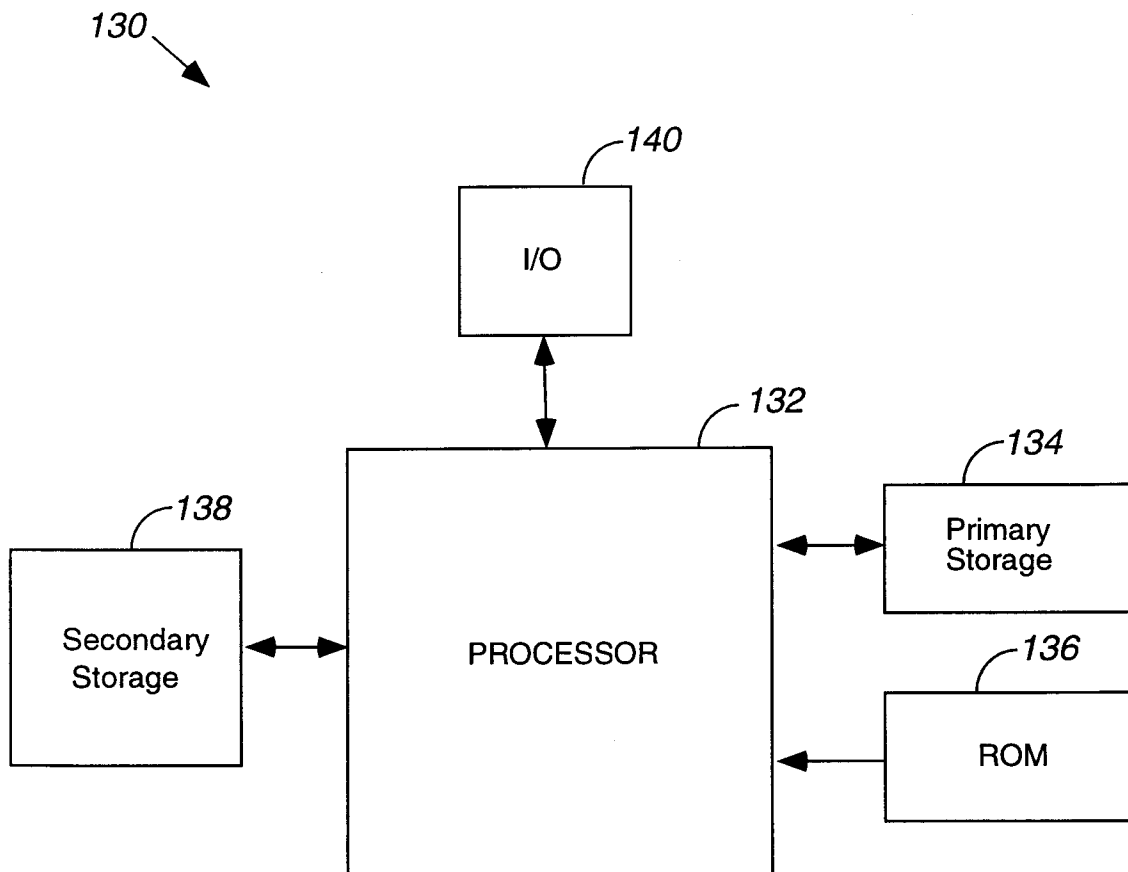 130
140
I/O
132
134
138
Primary
Storage
Secondary
Storage
PROCESSOR
136
ROM